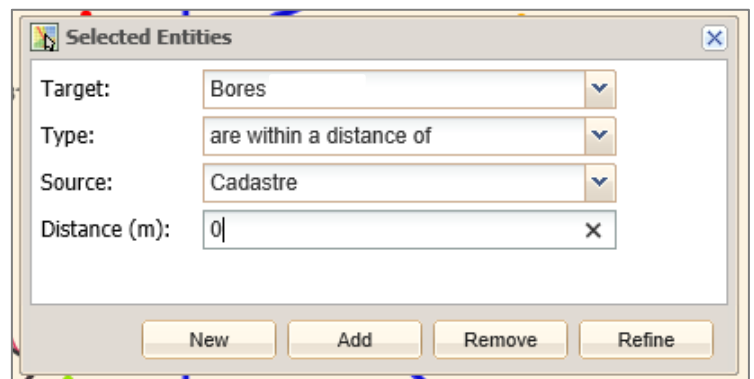 Selected Entities
Target: Bores
Type: are within a distance of
Source: Cadastre
Distance (m): 0
New Add Remove Refine